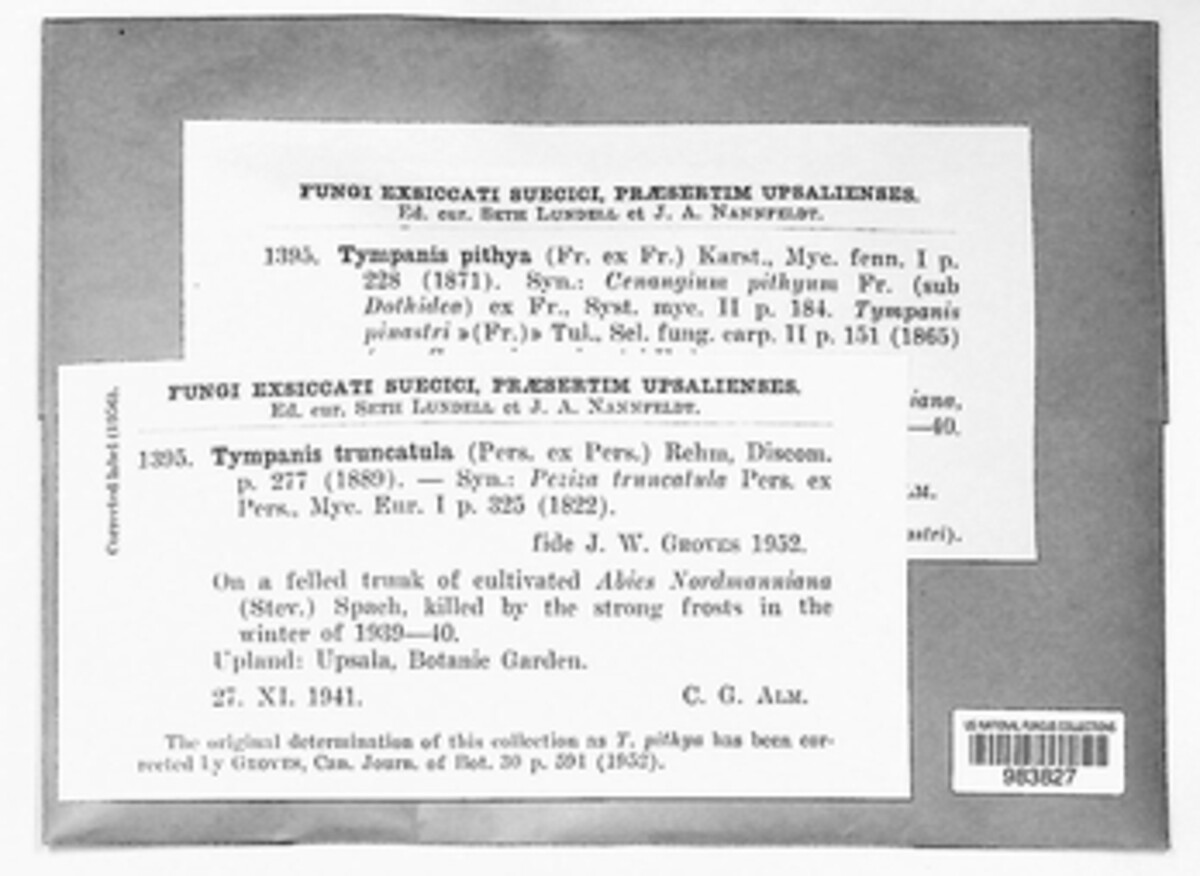 FUNGI EXSICCATI SUECICI, PRÆSERTIM UPSALIENSES.
Ed. cur. SETH LUNDELL et J. A. NANNFELDT.
1395. Tympanis pithya (Fr. ex Fr.) Karst., Myc. fenn. I p.
228 (1871). Syn.: Cenangium pithyum Fr. (sub
Dothidea) ex Fr., Syst. myc. II p. 184. Tympanis
pinastri »(Fr.)» Tul., Sel. fung. carp. II p. 151 (1865)
iana,
—40.
LM.
astri).
Corrected label (1956).
FUNGI EXSICCATI SUECICI, PRÆSERTIM UPSALIENSES.
Ed. cur. SETH LUNDELL et J. A. NANNFELDT.
1395. Tympanis truncatula (Pers. ex Pers.) Rehm, Discom.
p. 277 (1889). — Syn.: Peziza truncatula Pers. ex
Pers., Myc. Eur. I p. 325 (1822).
fide J. W. GROVES 1952.
On a felled trunk of cultivated Abies Nordmanniana
(Stev.) Spach, killed by the strong frosts in the
winter of 1939—40.
Upland: Upsala, Botanic Garden.
27. XI. 1941. C. G. ALM.
The original determination of this collection as T. pithya has been cor-
rected by GROVES, Can. Journ. of Bot. 30 p. 591 (1952).
US NATIONAL FUNGUS COLLECTIONS
983827